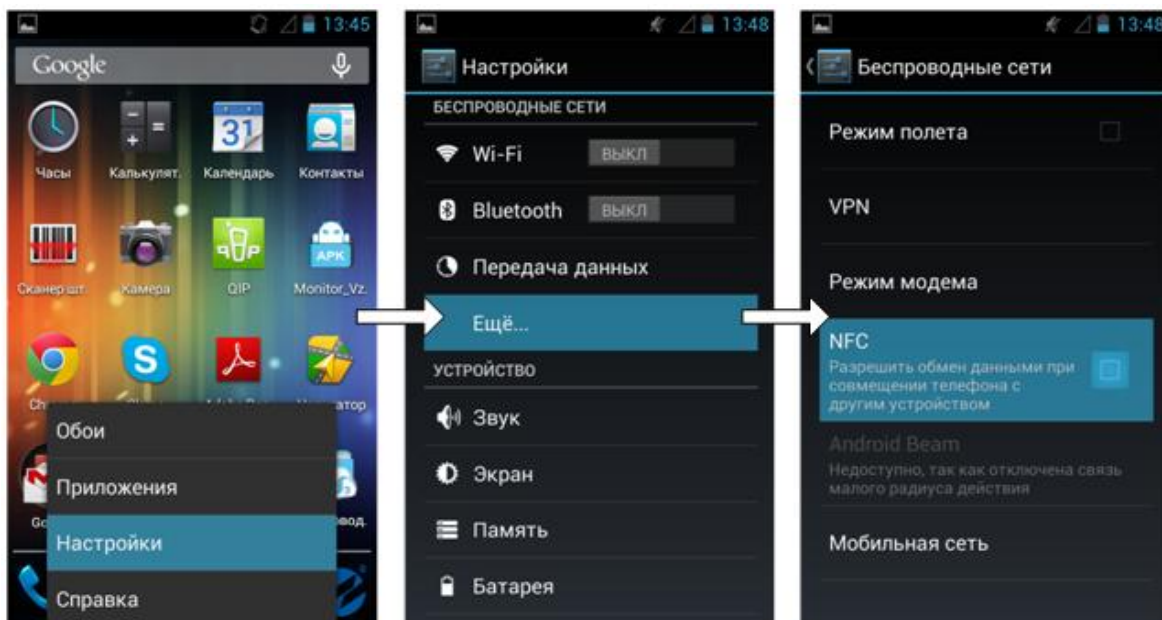 13:45
Google
31
Часы
Калькулят.
Календарь
Контакты
APK
Сканер шт.
Камера
QIP
Monitor_Vz.
Обои
Приложения
Настройки
Справка
13:48
Настройки
БЕСПРОВОДНЫЕ СЕТИ
Wi-Fi
ВЫКЛ
Bluetooth
ВЫКЛ
Передача данных
Ещё...
УСТРОЙСТВО
Звук
Экран
Память
Батарея
13:48
Беспроводные сети
Режим полета
VPN
Режим модема
NFC
Разрешить обмен данными при
совмещении телефона с
другим устройством
Android Beam
Недоступно, так как отключена связь
малого радиуса действия
Мобильная сеть